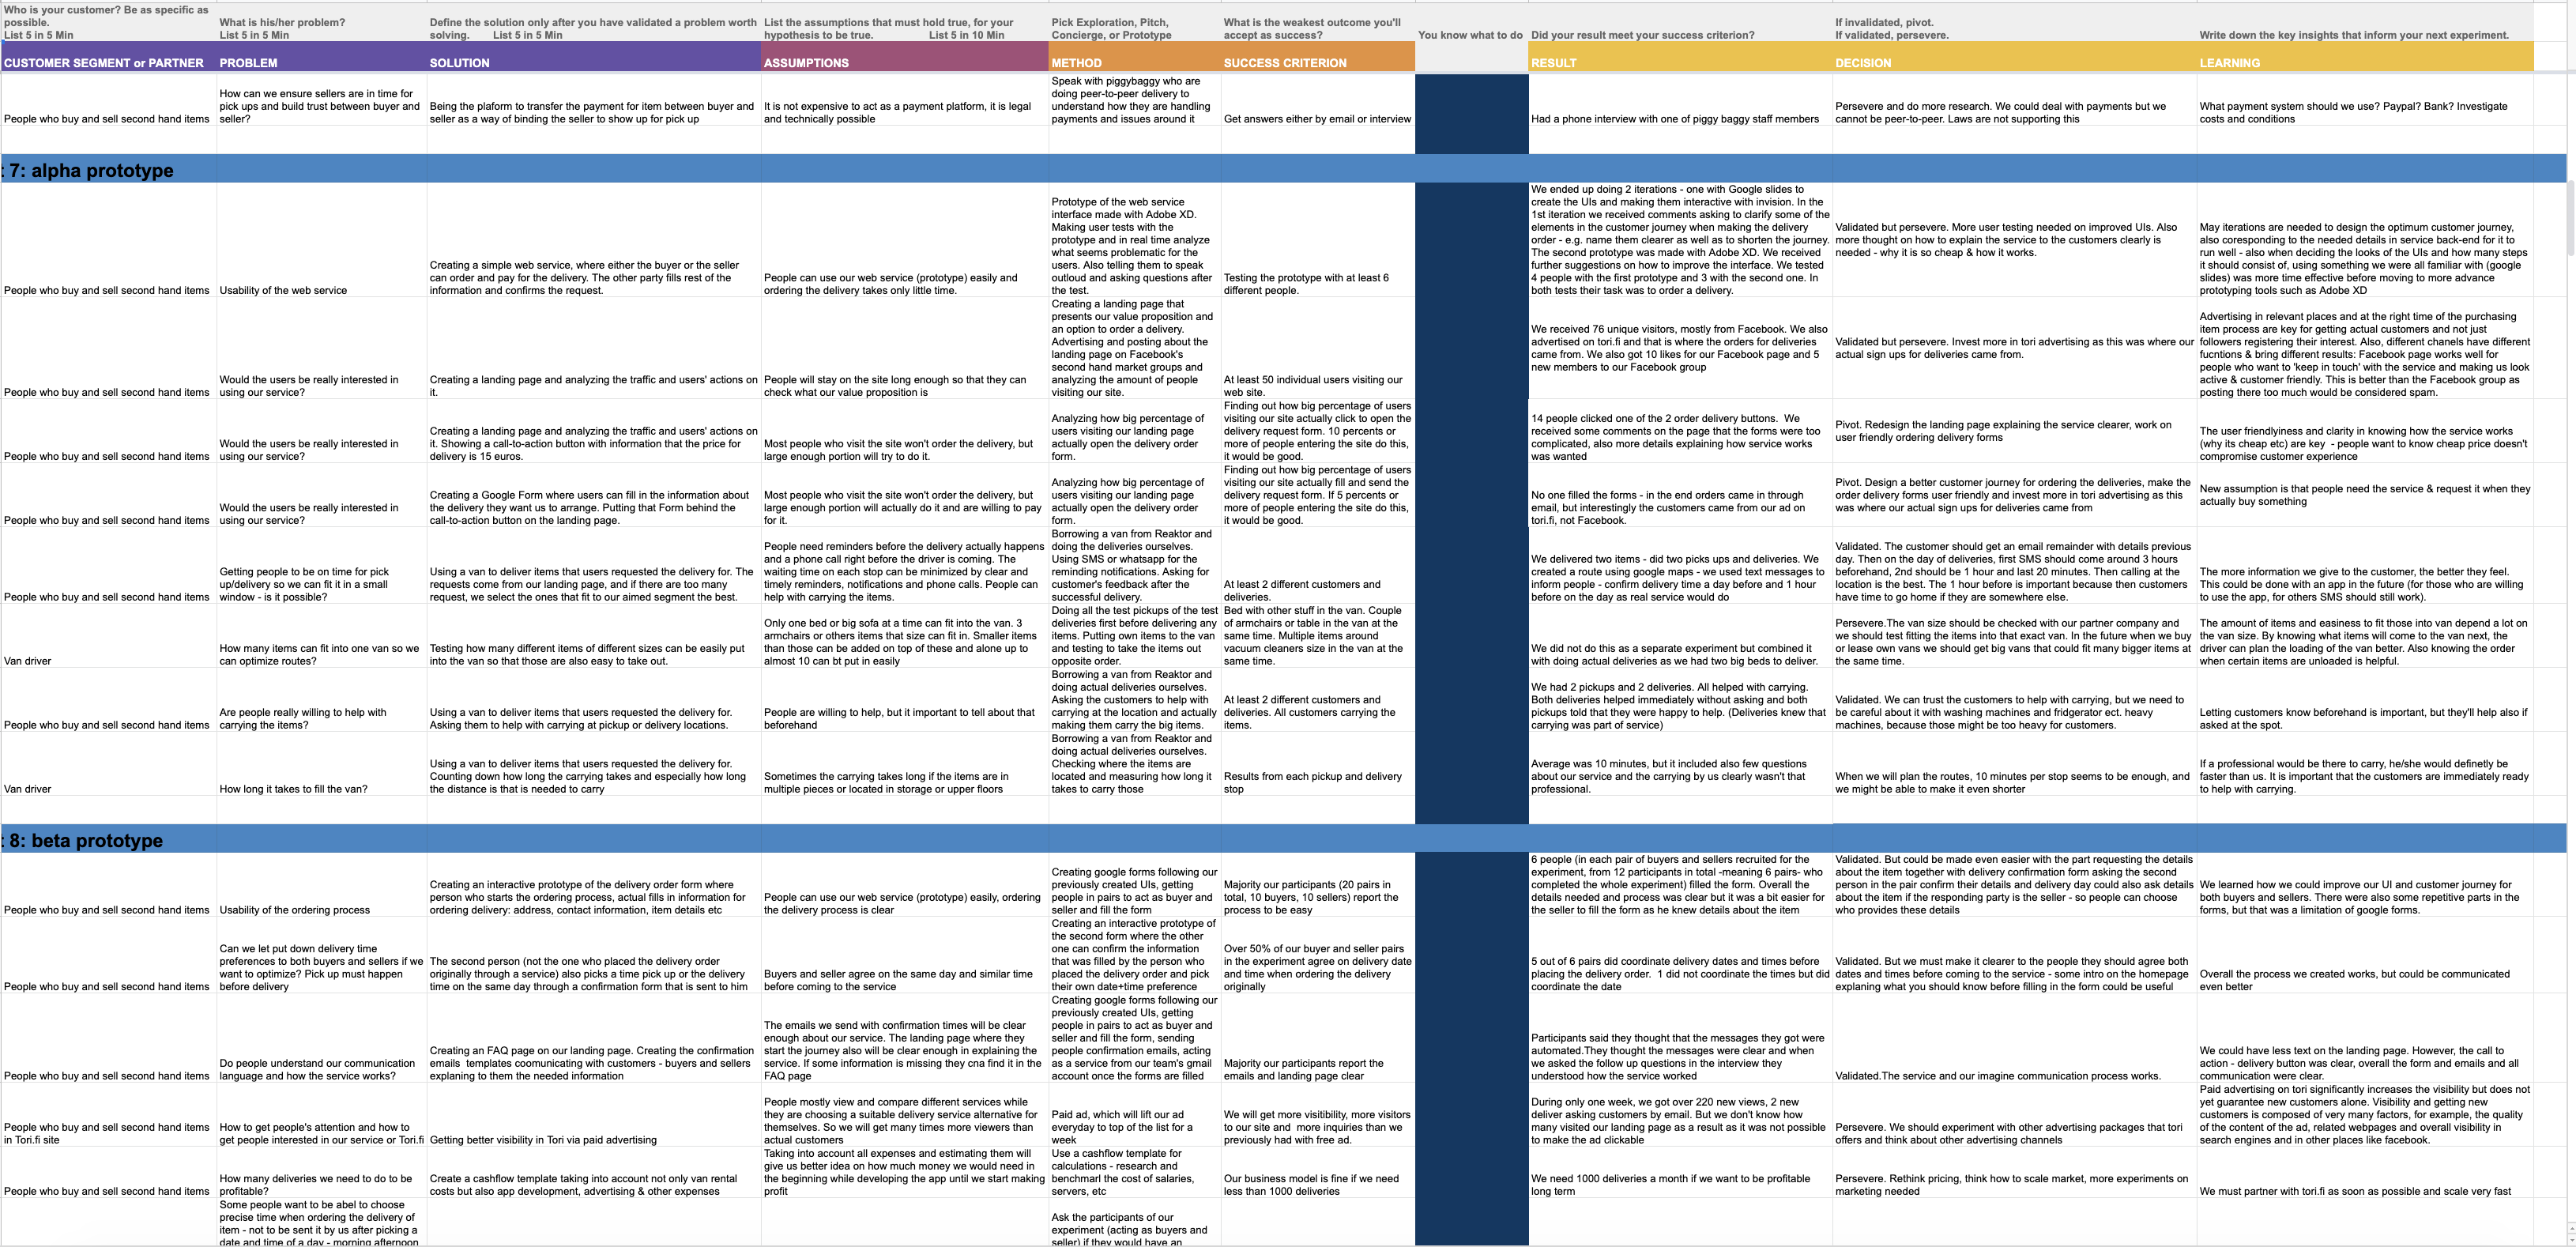 Who is your customer? Be as specific as
possible.
List 5 in 5 Min
What is his/her problem?
List 5 in 5 Min
Define the solution only after you have validated a problem worth
solving. List 5 in 5 Min
List the assumptions that must hold true, for your
hypothesis to be true. List 5 in 10 Min
Pick Exploration, Pitch,
Concierge, or Prototype
What is the weakest outcome you'll
accept as success?
You know what to do
Did your result meet your success criterion?
If invalidated, pivot.
If validated, persevere.
Write down the key insights that inform your next experiment.
CUSTOMER SEGMENT or PARTNER
PROBLEM
SOLUTION
ASSUMPTIONS
METHOD
SUCCESS CRITERION
RESULT
DECISION
LEARNING
People who buy and sell second hand items
How can we ensure sellers are in time for
pick ups and build trust between buyer and
seller?
Being the plaform to transfer the payment for item between buyer and
seller as a way of binding the seller to show up for pick up
It is not expensive to act as a payment platform, it is legal
and technically possible
Speak with piggybaggy who are
doing peer-to-peer delivery to
understand how they are handling
payments and issues around it
Get answers either by email or interview
Had a phone interview with one of piggy baggy staff members
Persevere and do more research. We could deal with payments but we
cannot be peer-to-peer. Laws are not supporting this
What payment system should we use? Paypal? Bank? Investigate
costs and conditions
: 7: alpha prototype
People who buy and sell second hand items
Usability of the web service
Creating a simple web service, where either the buyer or the seller
can order and pay for the delivery. The other party fills rest of the
information and confirms the request.
People can use our web service (prototype) easily and
ordering the delivery takes only little time.
Prototype of the web service
interface made with Adobe XD.
Making user tests with the
prototype and in real time analyze
what seems problematic for the
users. Also telling them to speak
outloud and asking questions after
the test.
Testing the prototype with at least 6
different people.
We ended up doing 2 iterations - one with Google slides to
create the UIs and making them interactive with invision. In the
1st iteration we received comments asking to clarify some of the
elements in the customer journey when making the delivery
order - e.g. name them clearer as well as to shorten the journey.
The second prototype was made with Adobe XD. We received
further suggestions on how to improve the interface. We tested
4 people with the first prototype and 3 with the second one. In
both tests their task was to order a delivery.
Validated but persevere. More user testing needed on improved UIs. Also
more thought on how to explain the service to the customers clearly is
needed - why it is so cheap & how it works.
May iterations are needed to design the optimum customer journey,
also coresponding to the needed details in service back-end for it to
run well - also when deciding the looks of the UIs and how many steps
it should consist of, using something we were all familiar with (google
slides) was more time effective before moving to more advance
prototyping tools such as Adobe XD
People who buy and sell second hand items
Would the users be really interested in
using our service?
Creating a landing page and analyzing the traffic and users' actions on
it.
People will stay on the site long enough so that they can
check what our value proposition is
Creating a landing page that
presents our value proposition and
an option to order a delivery.
Advertising and posting about the
landing page on Facebook's
second hand market groups and
analyzing the amount of people
visiting our site.
At least 50 individual users visiting our
web site.
We received 76 unique visitors, mostly from Facebook. We also
advertised on tori.fi and that is where the orders for deliveries
came from. We also got 10 likes for our Facebook page and 5
new members to our Facebook group
Validated but persevere. Invest more in tori advertising as this was where our
actual sign ups for deliveries came from.
Advertising in relevant places and at the right time of the purchasing
item process are key for getting actual customers and not just
followers registering their interest. Also, different chanels have different
fucntions & bring different results: Facebook page works well for
people who want to 'keep in touch' with the service and making us look
active & customer friendly. This is better than the Facebook group as
posting there too much would be considered spam.
People who buy and sell second hand items
Would the users be really interested in
using our service?
Creating a landing page and analyzing the traffic and users' actions on
it. Showing a call-to-action button with information that the price for
delivery is 15 euros.
Most people who visit the site won't order the delivery, but
large enough portion will try to do it.
Analyzing how big percentage of
users visiting our landing page
actually open the delivery order
form.
Finding out how big percentage of users
visiting our site actually click to open the
delivery request form. 10 percents or
more of people entering the site do this,
it would be good.
14 people clicked one of the 2 order delivery buttons. We
received some comments on the page that the forms were too
complicated, also more details explaining how service works
was wanted
Pivot. Redesign the landing page explaining the service clearer, work on
user friendly ordering delivery forms
The user friendlyiness and clarity in knowing how the service works
(why its cheap etc) are key - people want to know cheap price doesn't
compromise customer experience
People who buy and sell second hand items
Would the users be really interested in
using our service?
Creating a Google Form where users can fill in the information about
the delivery they want us to arrange. Putting that Form behind the
call-to-action button on the landing page.
Most people who visit the site won't order the delivery, but
large enough portion will actually do it and are willing to pay
for it.
Analyzing how big percentage of
users visiting our landing page
actually open the delivery order
form.
Finding out how big percentage of users
visiting our site actually fill and send the
delivery request form. If 5 percents or
more of people entering the site do this,
it would be good.
No one filled the forms - in the end orders came in through
email, but interestingly the customers came from our ad on
tori.fi, not Facebook.
Pivot. Design a better customer journey for ordering the deliveries, make the
order delivery forms user friendly and invest more in tori advertising as this
was where our actual sign ups for deliveries came from
New assumption is that people need the service & request it when they
actually buy something
People who buy and sell second hand items
Getting people to be on time for pick
up/delivery so we can fit it in a small
window - is it possible?
Using a van to deliver items that users requested the delivery for. The
requests come from our landing page, and if there are too many
request, we select the ones that fit to our aimed segment the best.
People need reminders before the delivery actually happens
and a phone call right before the driver is coming. The
waiting time on each stop can be minimized by clear and
timely reminders, notifications and phone calls. People can
help with carrying the items.
Borrowing a van from Reaktor and
doing the deliveries ourselves.
Using SMS or whatsapp for the
reminding notifications. Asking for
customer's feedback after the
successful delivery.
At least 2 different customers and
deliveries.
We delivered two items - did two picks ups and deliveries. We
created a route using google maps - we used text messages to
inform people - confirm delivery time a day before and 1 hour
before on the day as real service would do
Validated. The customer should get an email remainder with details previous
day. Then on the day of deliveries, first SMS should come around 3 hours
beforehand, 2nd should be 1 hour and last 20 minutes. Then calling at the
location is the best. The 1 hour before is important because then customers
have time to go home if they are somewhere else.
The more information we give to the customer, the better they feel.
This could be done with an app in the future (for those who are willing
to use the app, for others SMS should still work).
Van driver
How many items can fit into one van so we
can optimize routes?
Testing how many different items of different sizes can be easily put
into the van so that those are also easy to take out.
Only one bed or big sofa at a time can fit into the van. 3
armchairs or others items that size can fit in. Smaller items
than those can be added on top of these and alone up to
almost 10 can bt put in easily
Doing all the test pickups of the test
deliveries first before delivering any
items. Putting own items to the van
and testing to take the items out
opposite order.
Bed with other stuff in the van. Couple
of armchairs or table in the van at the
same time. Multiple items around
vacuum cleaners size in the van at the
same time.
We did not do this as a separate experiment but combined it
with doing actual deliveries as we had two big beds to deliver.
Persevere.The van size should be checked with our partner company and
we should test fitting the items into that exact van. In the future when we buy
or lease own vans we should get big vans that could fit many bigger items at
the same time.
The amount of items and easiness to fit those into van depend a lot on
the van size. By knowing what items will come to the van next, the
driver can plan the loading of the van better. Also knowing the order
when certain items are unloaded is helpful.
People who buy and sell second hand items
Are people really willing to help with
carrying the items?
Using a van to deliver items that users requested the delivery for.
Asking them to help with carrying at pickup or delivery locations.
People are willing to help, but it important to tell about that
beforehand
Borrowing a van from Reaktor and
doing actual deliveries ourselves.
Asking the customers to help with
carrying at the location and actually
making them carry the big items.
At least 2 different customers and
deliveries. All customers carrying the
items.
We had 2 pickups and 2 deliveries. All helped with carrying.
Both deliveries helped immediately without asking and both
pickups told that they were happy to help. (Deliveries knew that
carrying was part of service)
Validated. We can trust the customers to help with carrying, but we need to
be careful about it with washing machines and fridgerator ect. heavy
machines, because those might be too heavy for customers.
Letting customers know beforehand is important, but they'll help also if
asked at the spot.
Van driver
How long it takes to fill the van?
Using a van to deliver items that users requested the delivery for.
Counting down how long the carrying takes and especially how long
the distance is that is needed to carry
Sometimes the carrying takes long if the items are in
multiple pieces or located in storage or upper floors
Borrowing a van from Reaktor and
doing actual deliveries ourselves.
Checking where the items are
located and measuring how long it
takes to carry those
Results from each pickup and delivery
stop
Average was 10 minutes, but it included also few questions
about our service and the carrying by us clearly wasn't that
professional.
When we will plan the routes, 10 minutes per stop seems to be enough, and
we might be able to make it even shorter
If a professional would be there to carry, he/she would definetly be
faster than us. It is important that the customers are immediately ready
to help with carrying.
: 8: beta prototype
People who buy and sell second hand items
Usability of the ordering process
Creating an interactive prototype of the delivery order form where
person who starts the ordering process, actual fills in information for
ordering delivery: address, contact information, item details etc
People can use our web service (prototype) easily, ordering
the delivery process is clear
Creating google forms following our
previously created UIs, getting
people in pairs to act as buyer and
seller and fill the form
Majority our participants (20 pairs in
total, 10 buyers, 10 sellers) report the
process to be easy
6 people (in each pair of buyers and sellers recruited for the
experiment, from 12 participants in total -meaning 6 pairs- who
completed the whole experiment) filled the form. Overall the
details needed and process was clear but it was a bit easier for
the seller to fill the form as he knew details about the item
Validated. But could be made even easier with the part requesting the details
about the item together with delivery confirmation form asking the second
person in the pair confirm their details and delivery day could also ask details
about the item if the responding party is the seller - so people can choose
who provides these details
We learned how we could improve our UI and customer journey for
both buyers and sellers. There were also some repetitive parts in the
forms, but that was a limitation of google forms.
People who buy and sell second hand items
Can we let put down delivery time
preferences to both buyers and sellers if we
want to optimize? Pick up must happen
before delivery
The second person (not the one who placed the delivery order
originally through a service) also picks a time pick up or the delivery
time on the same day through a confirmation form that is sent to him
Buyers and seller agree on the same day and similar time
before coming to the service
Creating an interactive prototype of
the second form where the other
one can confirm the information
that was filled by the person who
placed the delivery order and pick
their own date+time preference
Over 50% of our buyer and seller pairs
in the experiment agree on delivery date
and time when ordering the delivery
originally
5 out of 6 pairs did coordinate delivery dates and times before
placing the delivery order. 1 did not coordinate the times but did
coordinate the date
Validated. But we must make it clearer to the people they should agree both
dates and times before coming to the service - some intro on the homepage
explaning what you should know before filling in the form could be useful
Overall the process we created works, but could be communicated
even better
People who buy and sell second hand items
Do people understand our communication
language and how the service works?
Creating an FAQ page on our landing page. Creating the confirmation
emails templates coomunicating with customers - buyers and sellers
explaning to them the needed information
The emails we send with confirmation times will be clear
enough about our service. The landing page where they
start the journey also will be clear enough in explaining the
service. If some information is missing they cna find it in the
FAQ page
Creating google forms following our
previously created UIs, getting
people in pairs to act as buyer and
seller and fill the form, sending
people confirmation emails, acting
as a service from our team's gmail
account once the forms are filled
Majority our participants report the
emails and landing page clear
Participants said they thought that the messages they got were
automated.They thought the messages were clear and when
we asked the follow up questions in the interview they
understood how the service worked
Validated.The service and our imagine communication process works.
We could have less text on the landing page. However, the call to
action - delivery button was clear, overall the form and emails and all
communication were clear.
People who buy and sell second hand items
in Tori.fi site
How to get people's attention and how to
get people interested in our service or Tori.fi
Getting better visibility in Tori via paid advertising
People mostly view and compare different services while
they are choosing a suitable delivery service alternative for
themselves. So we will get many times more viewers than
actual customers
Paid ad, which will lift our ad
everyday to top of the list for a
week
We will get more visitibility, more visitors
to our site and more inquiries than we
previously had with free ad.
During only one week, we got over 220 new views, 2 new
deliver asking customers by email. But we don't know how
many visited our landing page as a result as it was not possible
to make the ad clickable
Persevere. We should experiment with other advertising packages that tori
offers and think about other advertising channels
Paid advertising on tori significantly increases the visibility but does not
yet guarantee new customers alone. Visibility and getting new
customers is composed of very many factors, for example, the quality
of the content of the ad, related webpages and overall visibility in
search engines and in other places like facebook.
People who buy and sell second hand items
How many deliveries we need to do to be
profitable?
Create a cashflow template taking into account not only van rental
costs but also app development, advertising & other expenses
Taking into account all expenses and estimating them will
give us better idea on how much money we would need in
the beginning while developing the app until we start making
profit
Use a cashflow template for
calculations - research and
benchmarl the cost of salaries,
servers, etc
Our business model is fine if we need
less than 1000 deliveries
We need 1000 deliveries a month if we want to be profitable
long term
Persevere. Rethink pricing, think how to scale market, more experiments on
marketing needed
We must partner with tori.fi as soon as possible and scale very fast
Some people want to be abel to choose
precise time when ordering the delivery of
item - not to be sent it by us after picking a
date and time of a day - morning afternoon
Ask the participants of our
experiment (acting as buyers and
seller) if they would have an